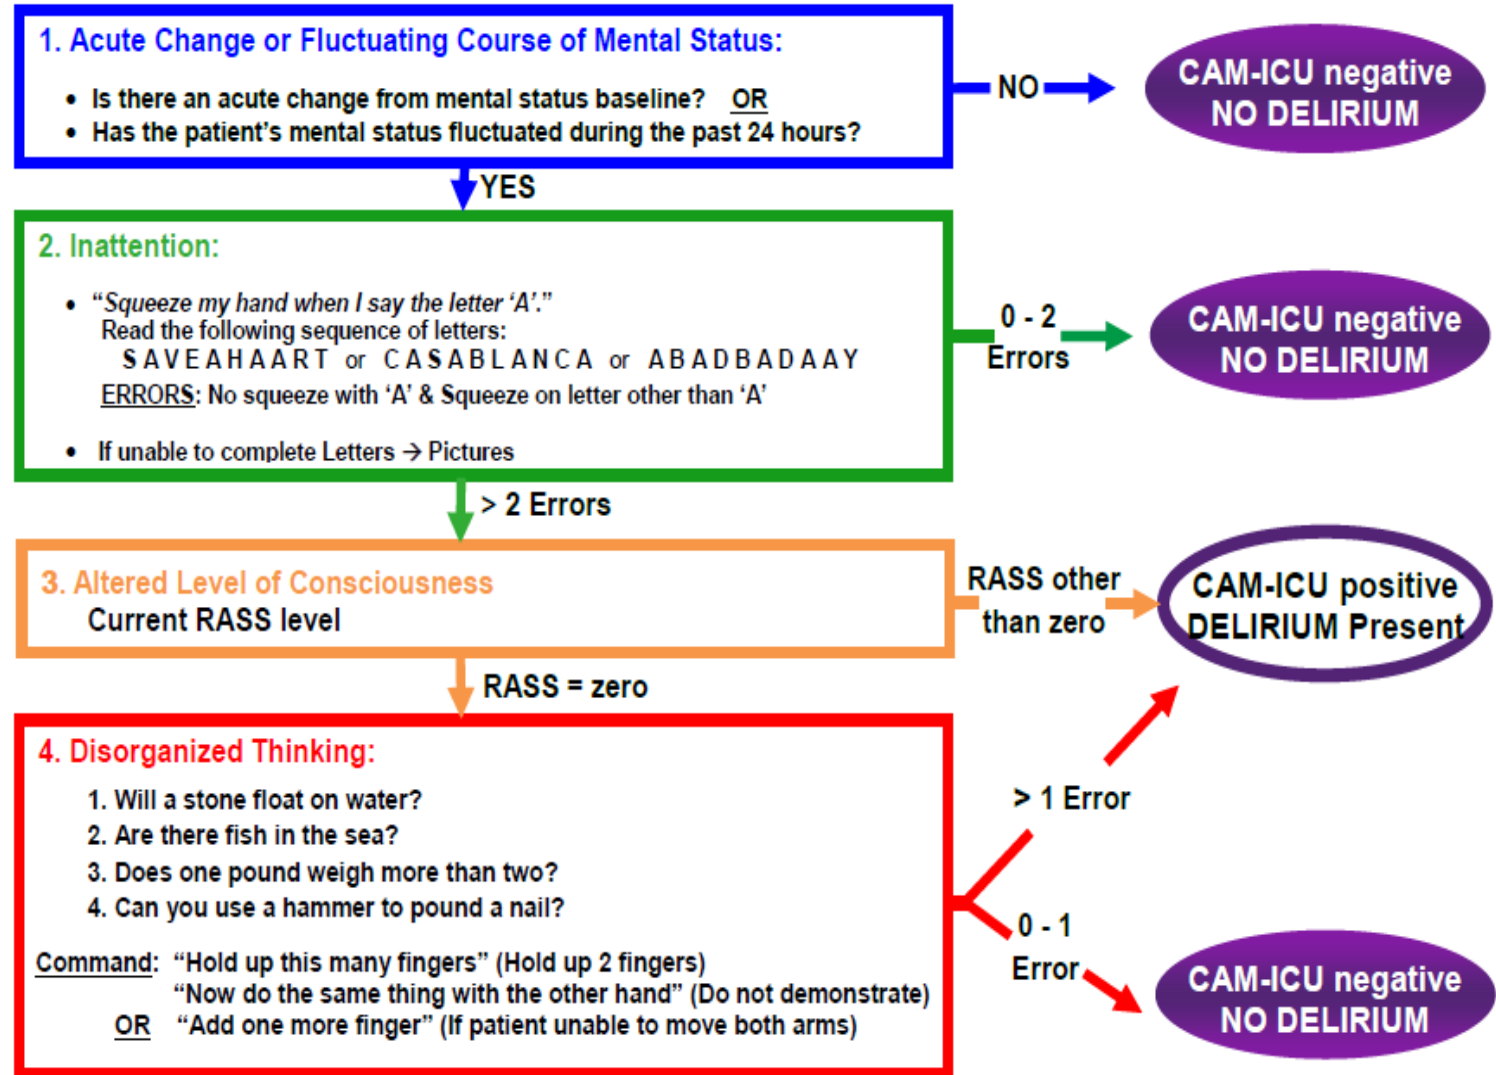 1. Acute Change or Fluctuating Course of Mental Status:
• Is there an acute change from mental status baseline? OR
• Has the patient's mental status fluctuated during the past 24 hours?
NO
CAM-ICU negative
NO DELIRIUM
YES
2. Inattention:
• “Squeeze my hand when I say the letter ‘A’.”
Read the following sequence of letters:
S A V E A H A A R T or C A S A B L A N C A or A B A D B A D A A Y
ERRORS: No squeeze with ‘A’ & Squeeze on letter other than ‘A’
• If unable to complete Letters → Pictures
0 - 2
Errors
CAM-ICU negative
NO DELIRIUM
> 2 Errors
3. Altered Level of Consciousness
Current RASS level
RASS other
than zero
CAM-ICU positive
DELIRIUM Present
RASS = zero
4. Disorganized Thinking:
1. Will a stone float on water?
2. Are there fish in the sea?
3. Does one pound weigh more than two?
4. Can you use a hammer to pound a nail?
Command: “Hold up this many fingers” (Hold up 2 fingers)
“Now do the same thing with the other hand” (Do not demonstrate)
OR “Add one more finger” (If patient unable to move both arms)
> 1 Error
0 - 1
Error
CAM-ICU negative
NO DELIRIUM